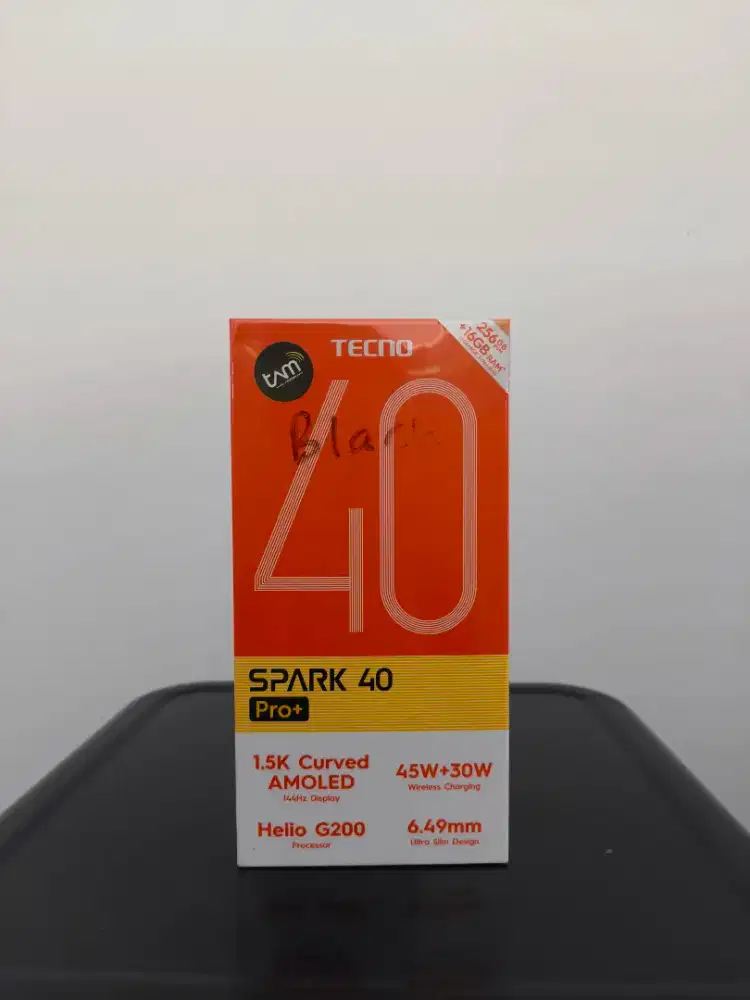 TECNO
256GB
+16GB RAM*
tam
Black
40
SPARK 40
Pro+
1.5K Curved
AMOLED
144Hz Display
45W+30W
Wireless Charging
Helio G200
Processor
6.49mm
Ultra Slim Design